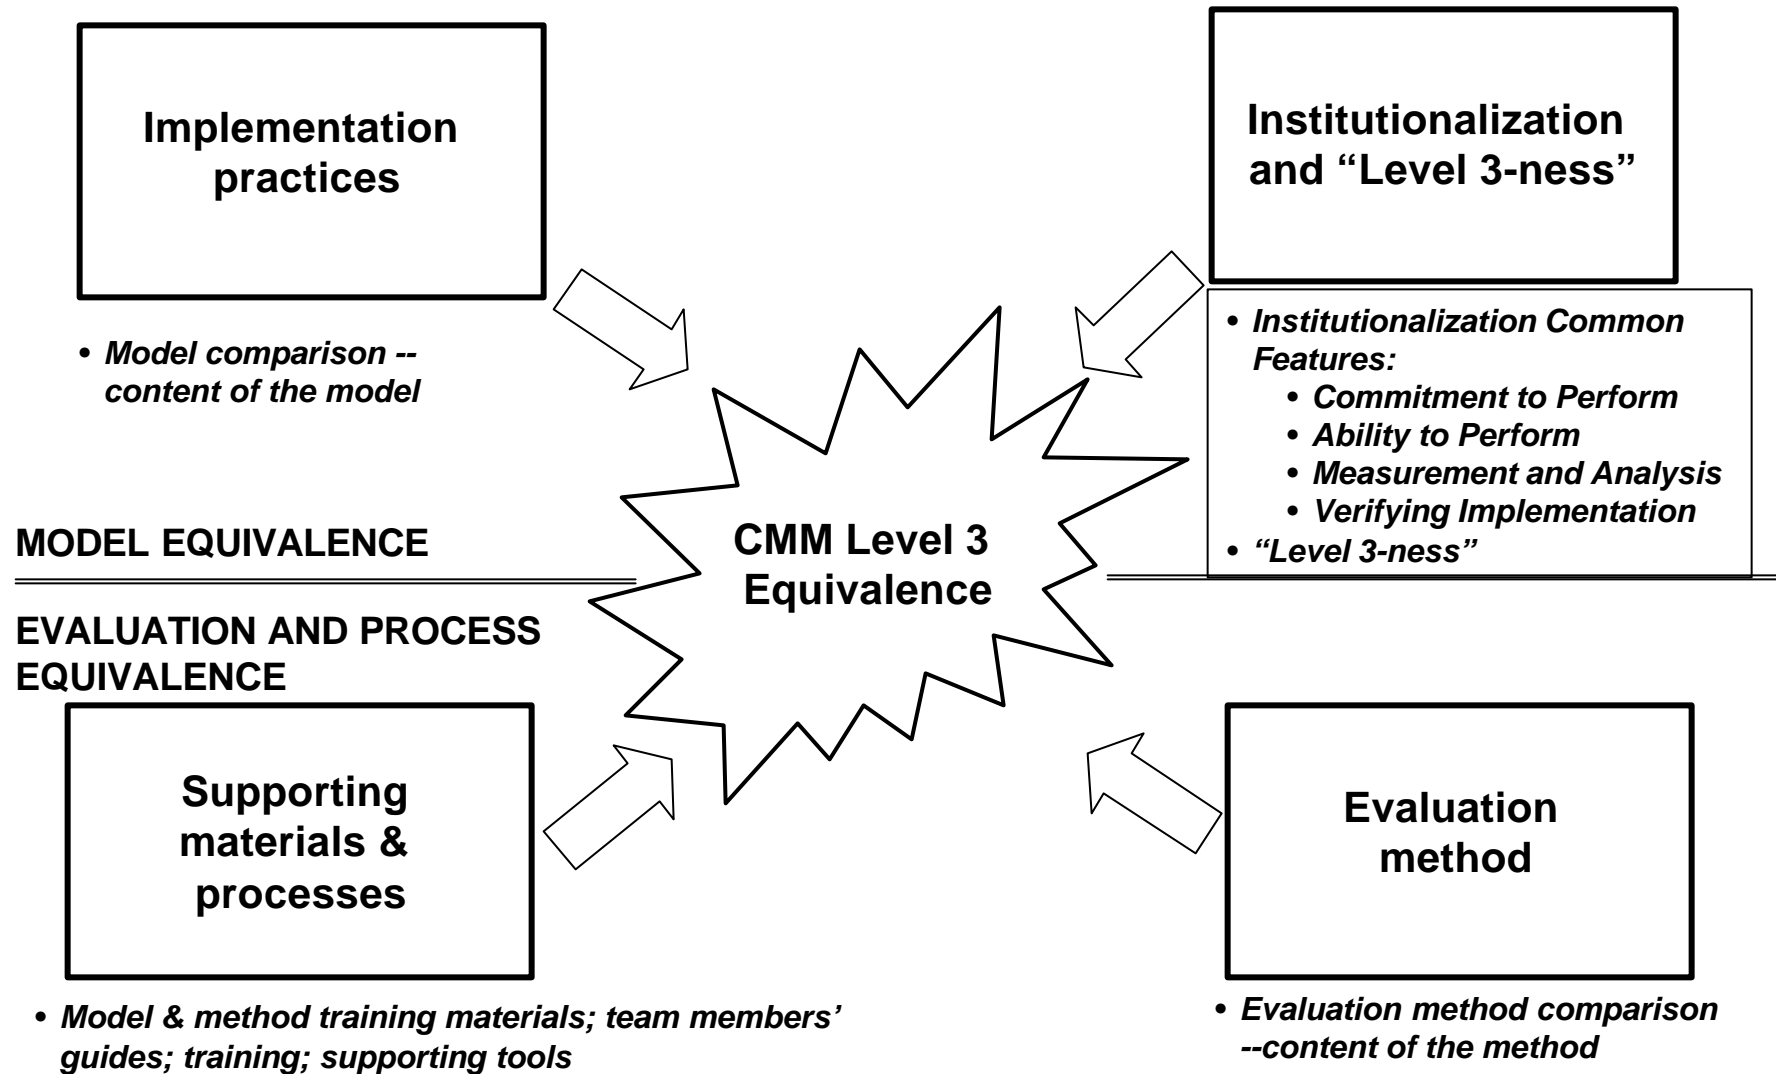 Implementation
practices
• Model comparison --
content of the model
Institutionalization
and “Level 3-ness”
• Institutionalization Common
Features:
• Commitment to Perform
• Ability to Perform
• Measurement and Analysis
• Verifying Implementation
• “Level 3-ness”
CMM Level 3
Equivalence
MODEL EQUIVALENCE
EVALUATION AND PROCESS
EQUIVALENCE
Supporting
materials &
processes
• Model & method training materials; team members’
guides; training; supporting tools
Evaluation
method
• Evaluation method comparison
--content of the method